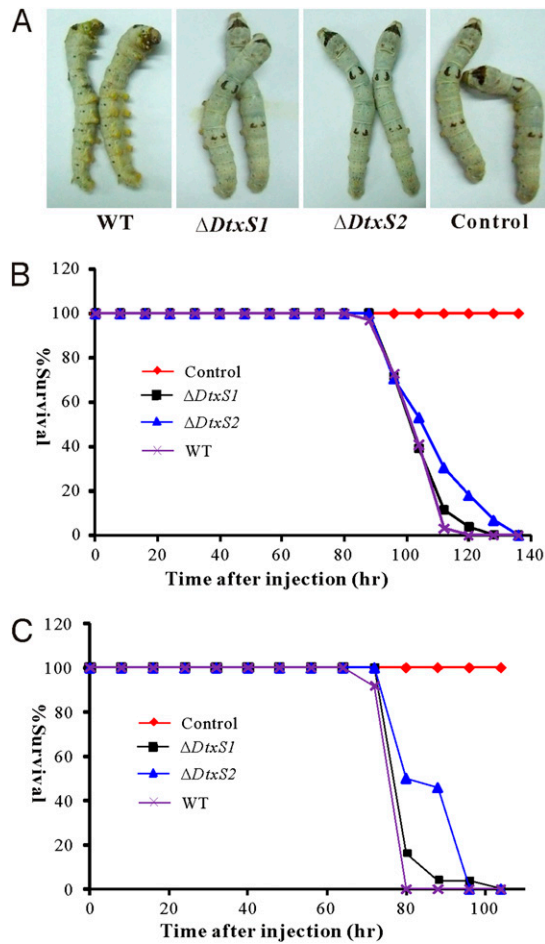 A
WT ΔDtxS1 ΔDtxS2 Control
B
120
100
80
60
40
20
0
%Survival
Control
ΔDtxS1
ΔDtxS2
WT
0 20 40 60 80 100 120 140
Time after injection (hr)
C
120
100
80
60
40
20
0
%Survival
Control
ΔDtxS1
ΔDtxS2
WT
0 20 40 60 80 100
Time after injection (hr)